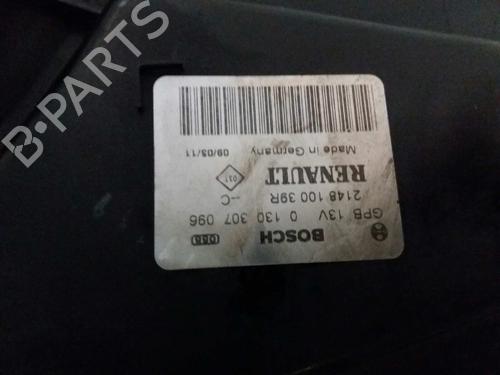 BOSCH
GPB 13V 0 130 307 096
2148 100 39R
--C
RENAULT
Made in Germany
09/03/11
B-PARTS